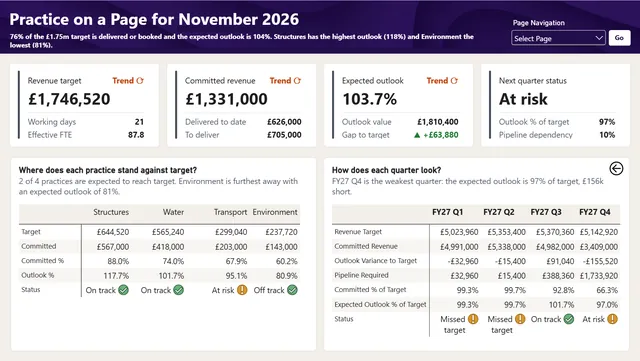 Practice on a Page for November 2026
76% of the £1.75m target is delivered or booked and the expected outlook is 104%. Structures has the highest outlook (118%) and Environment the
lowest (81%).
Page Navigation
Select Page
Go
Revenue target Trend
£1,746,520
Working days 21
Effective FTE 87.8
Committed revenue Trend
£1,331,000
Delivered to date £626,000
To deliver £705,000
Expected outlook Trend
103.7%
Outlook value £1,810,400
Gap to target ▲ +£63,880
Next quarter status
At risk
Outlook % of target 97%
Pipeline dependency 10%
Where does each practice stand against target?
2 of 4 practices are expected to reach target. Environment is furthest away with
an expected outlook of 81%.
Structures Water Transport Environment
Target £644,520 £565,240 £299,040 £237,720
Committed £567,000 £418,000 £203,000 £143,000
Committed % 88.0% 74.0% 67.9% 60.2%
Outlook % 117.7% 101.7% 95.1% 80.9%
Status On track On track At risk Off track
How does each quarter look?
FY27 Q4 is the weakest quarter: the expected outlook is 97% of target, £156k
short.
FY27 Q1 FY27 Q2 FY27 Q3 FY27 Q4
Revenue Target £5,023,960 £5,353,400 £5,370,360 £5,142,920
Committed Revenue £4,991,000 £5,338,000 £4,982,000 £3,409,000
Outlook Variance to Target -£32,960 -£15,400 £91,040 -£155,520
Pipeline Required £32,960 £15,400 £388,360 £1,733,920
Committed % of Target 99.3% 99.7% 92.8% 66.3%
Expected Outlook % of Target 99.3% 99.7% 101.7% 97.0%
Status Missed target Missed target On track At risk